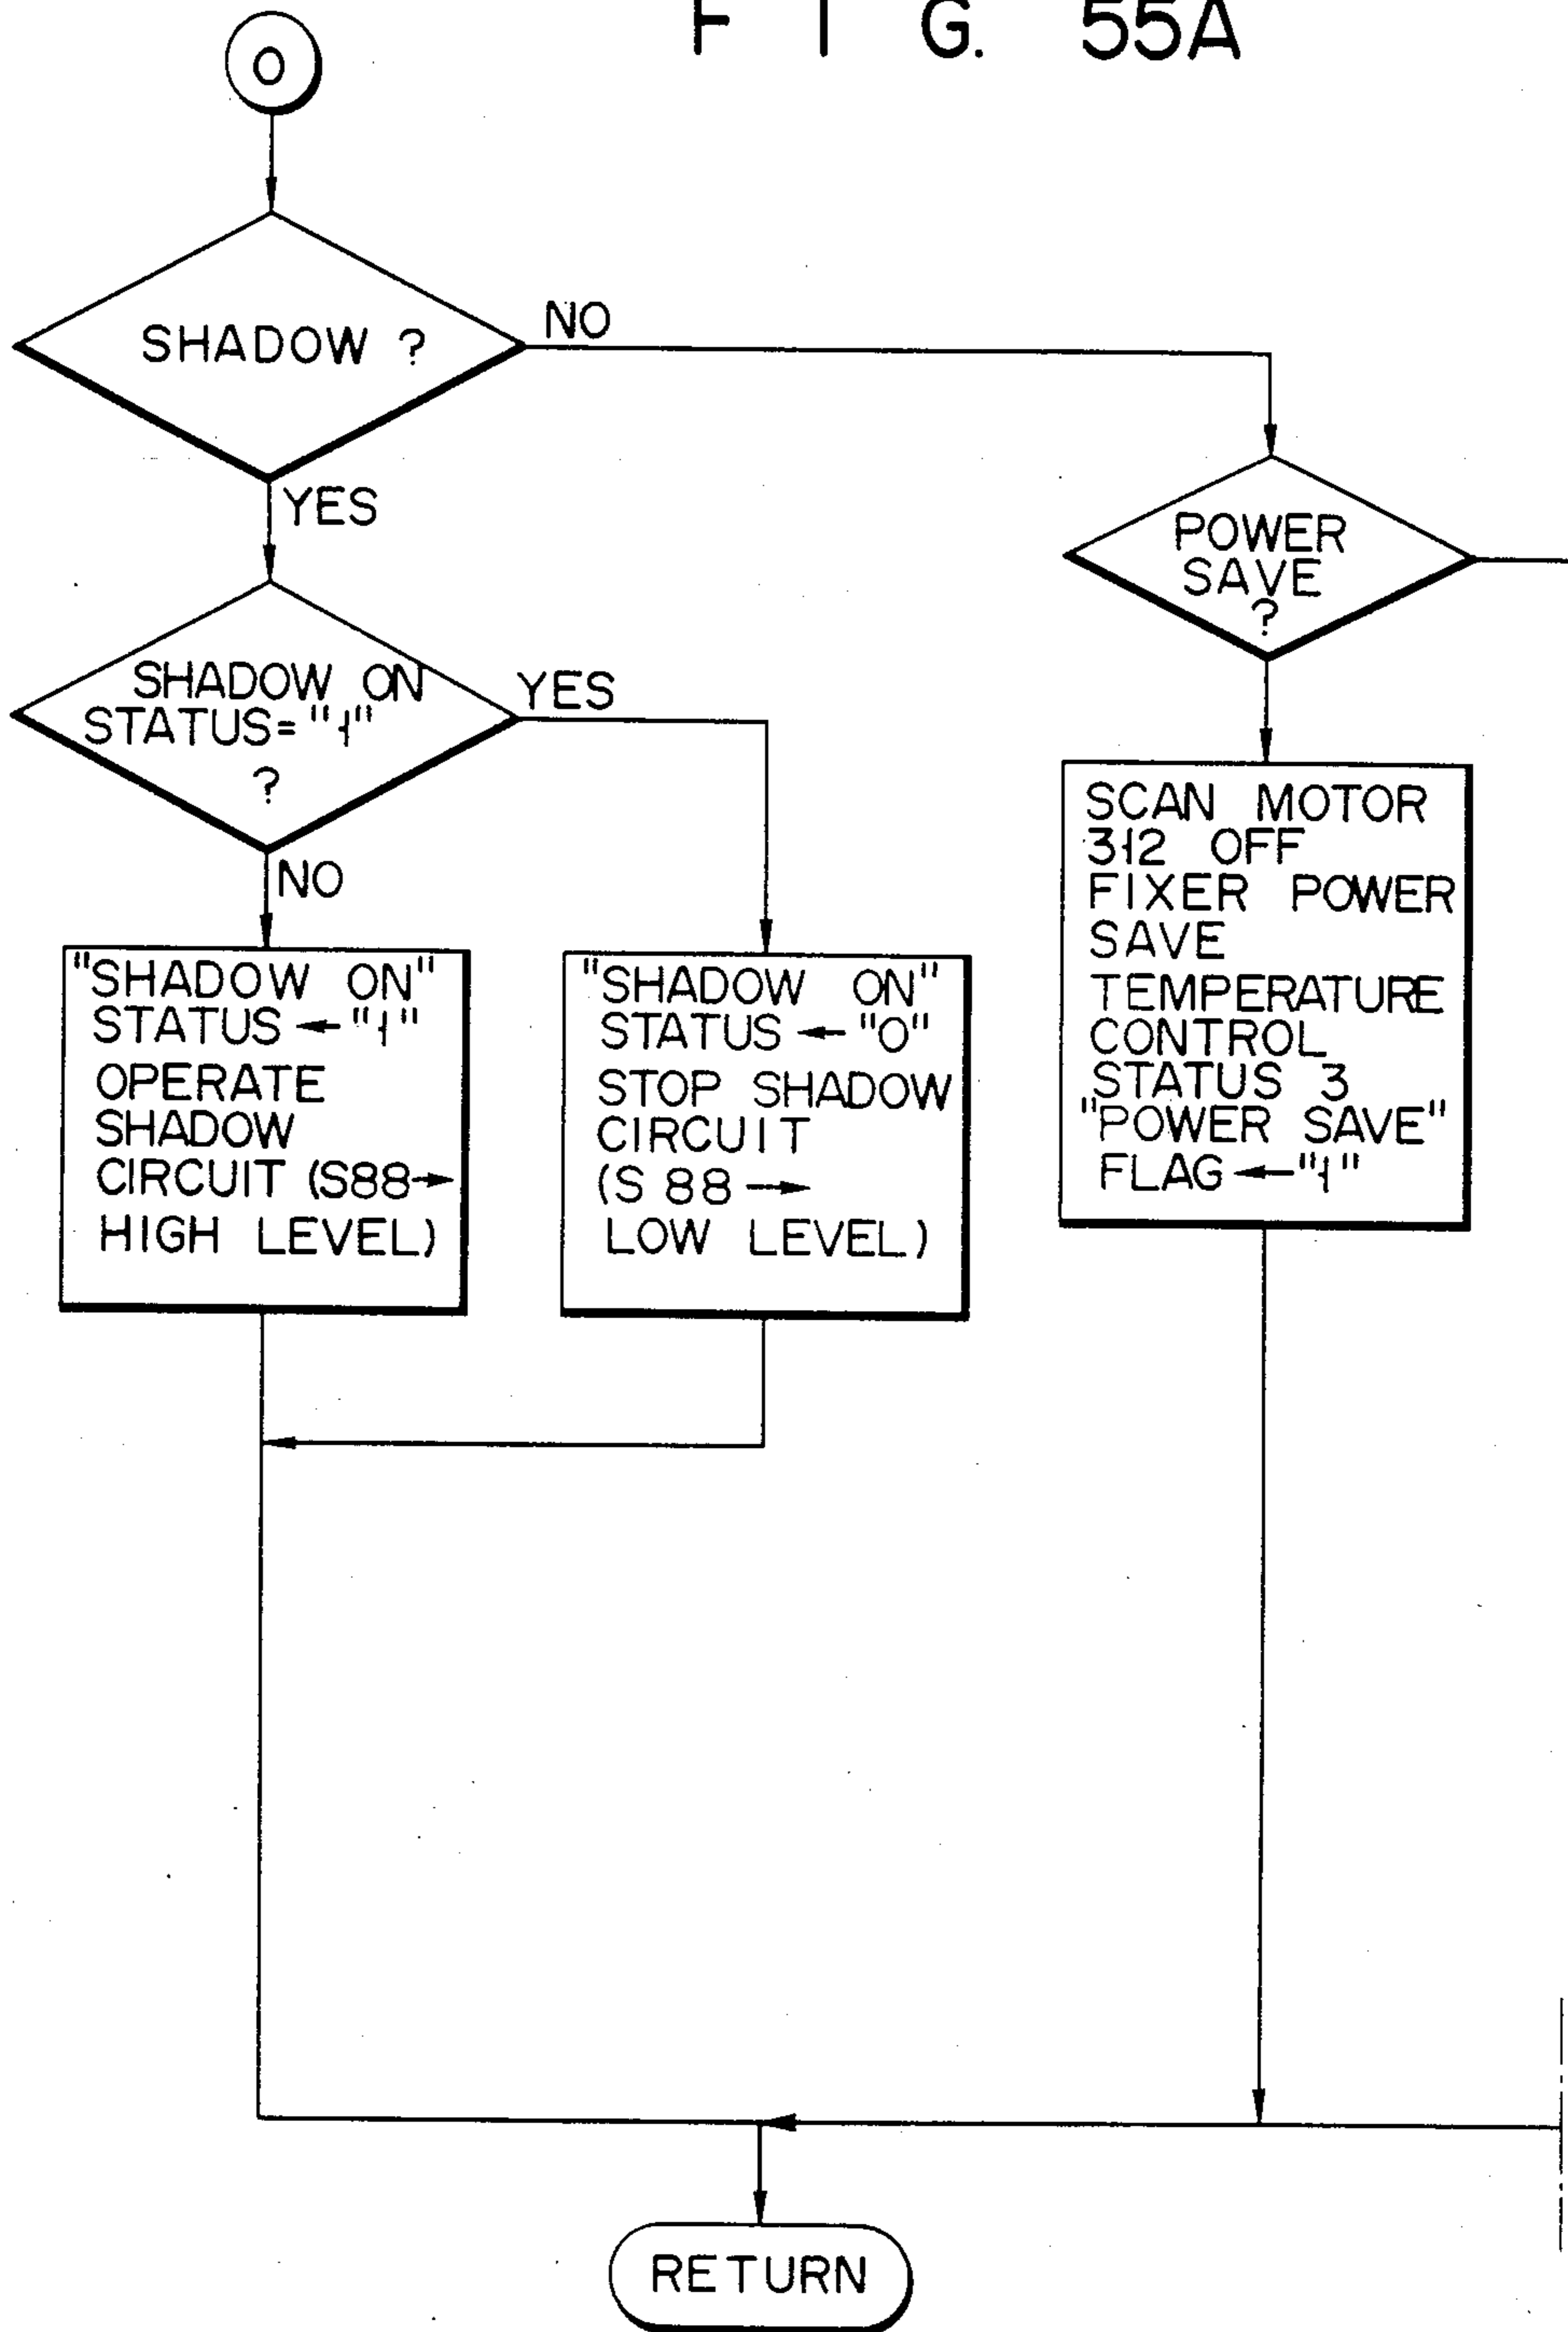 F I G. 55A
O
SHADOW ?
NO
YES
POWER
SAVE
?
SHADOW ON
STATUS="1"
?
YES
NO
"SHADOW ON"
STATUS ← "1"
OPERATE
SHADOW
CIRCUIT (S88→
HIGH LEVEL)
"SHADOW ON"
STATUS ← "0"
STOP SHADOW
CIRCUIT
(S 88 →
LOW LEVEL)
SCAN MOTOR
312 OFF
FIXER POWER
SAVE
TEMPERATURE
CONTROL
STATUS 3
"POWER SAVE"
FLAG ← "1"
RETURN